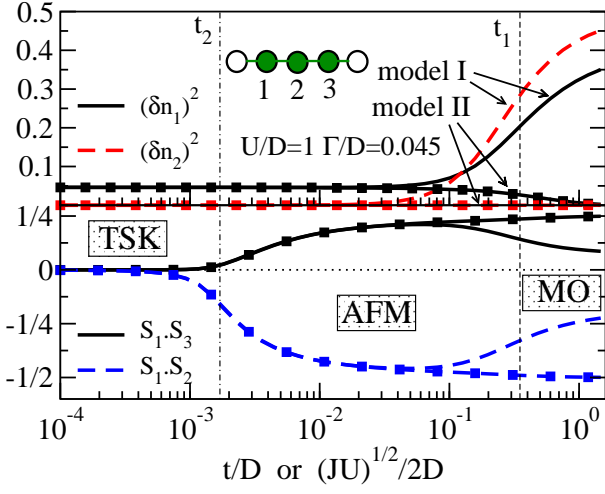 t₂
t₁
0.5
0.4
0.3
0.2
0.1
1 2 3
(δn₁)²
(δn₂)²
model I
model II
U/D=1 Γ/D=0.045
1/4
0
-1/4
-1/2
TSK
AFM
MO
S₁.S₃
S₁.S₂
10⁻⁴ 10⁻³ 10⁻² 10⁻¹ 10⁰
t/D or (JU)^{1/2}/2D